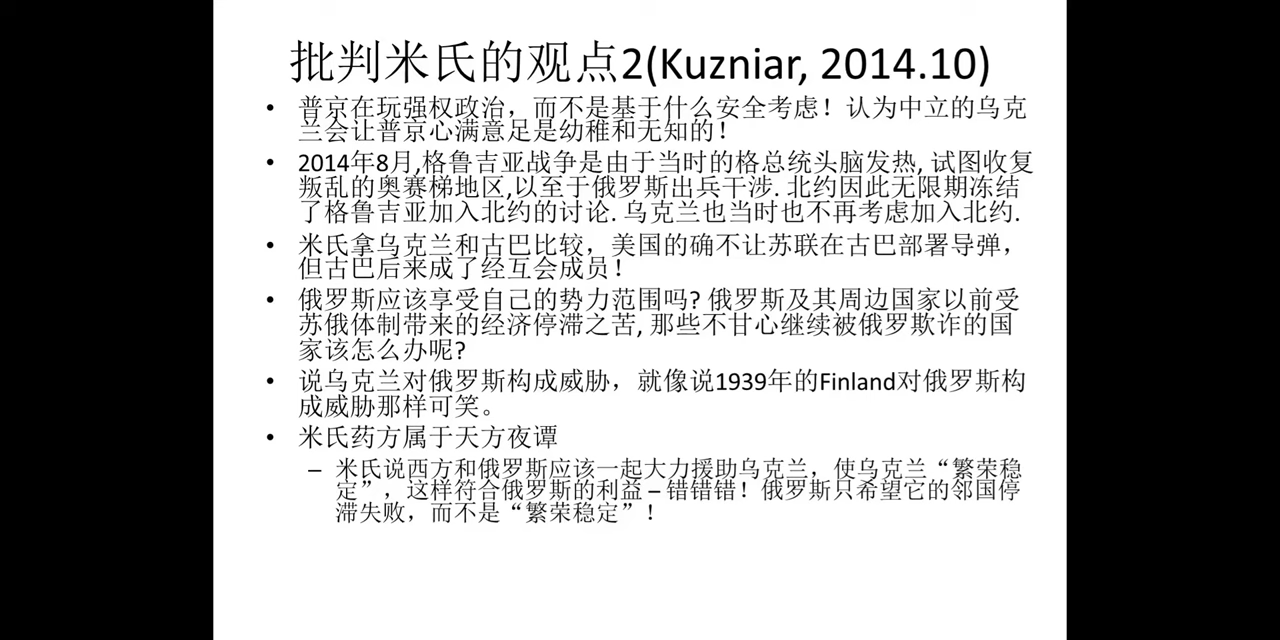 批判米氏的观点2(Kuzniar, 2014.10)
• 普京在玩强权政治，而不是基于什么安全考虑！认为中立的乌克
兰会让普京心满意足是幼稚和无知的！
• 2014年8月,格鲁吉亚战争是由于当时的格总统头脑发热, 试图收复
叛乱的奥赛梯地区,以至于俄罗斯出兵干涉. 北约因此无限期冻结
了格鲁吉亚加入北约的讨论. 乌克兰也当时也不再考虑加入北约.
• 米氏拿乌克兰和古巴比较，美国的确不让苏联在古巴部署导弹，
但古巴后来成了经互会成员！
• 俄罗斯应该享受自己的势力范围吗? 俄罗斯及其周边国家以前受
苏俄体制带来的经济停滞之苦, 那些不甘心继续被俄罗欺诈的国
家该怎么办呢?
• 说乌克兰对俄罗斯构成威胁，就像说1939年的Finland对俄罗斯构
成威胁那样可笑。
• 米氏药方属于天方夜谭
– 米氏说西方和俄罗斯应该一起大力援助乌克兰，使乌克兰“繁荣稳
定”，这样符合俄罗斯的利益 – 错错错！俄罗斯只希望它的邻国停
滞失败，而不是“繁荣稳定”！